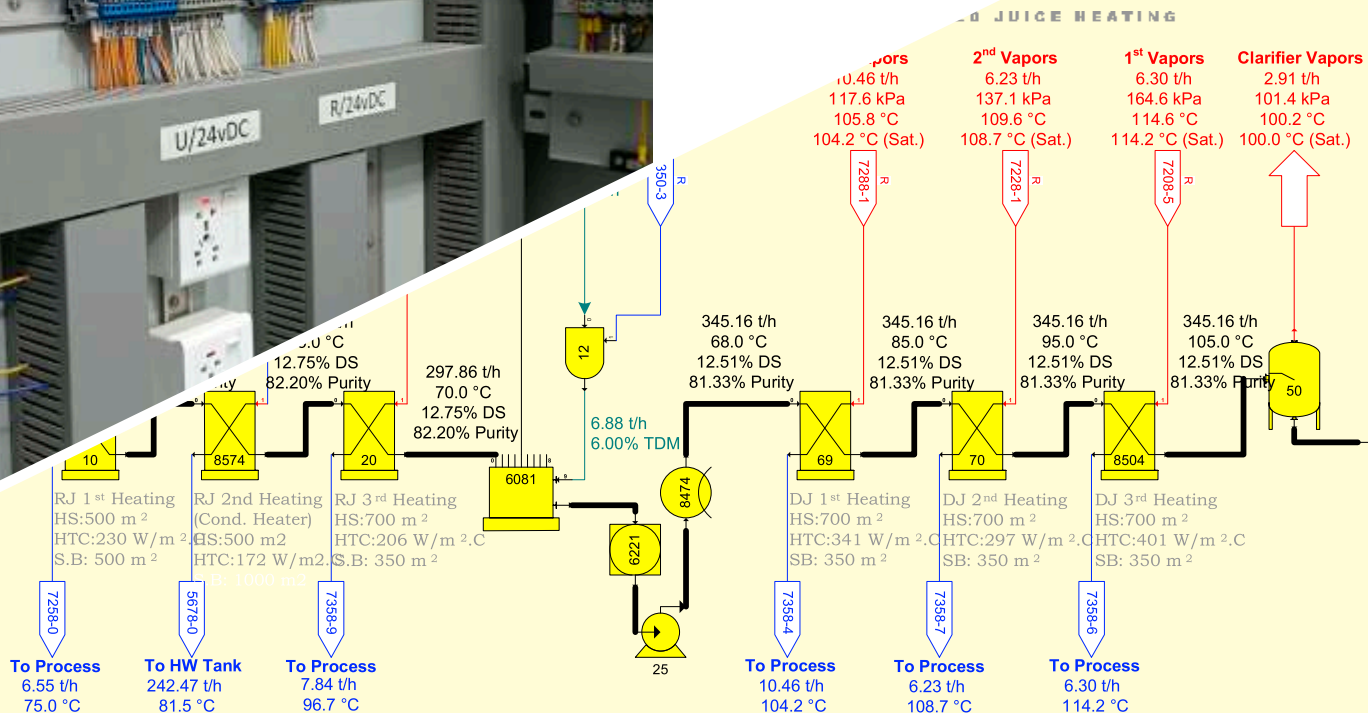 U/24vDC
R/24vDC
JUICE HEATING
2nd Vapors
6.23 t/h
137.1 kPa
109.6 °C
108.7 °C (Sat.)
1st Vapors
6.30 t/h
164.6 kPa
114.6 °C
114.2 °C (Sat.)
Clarifier Vapors
2.91 t/h
101.4 kPa
100.2 °C
100.0 °C (Sat.)
10.46 t/h
117.6 kPa
105.8 °C
104.2 °C (Sat.)
350-3
R
7288-1
R
7228-1
R
7208-5
R
12
12.75% DS
82.20% Purity
297.86 t/h
70.0 °C
12.75% DS
82.20% Purity
6.88 t/h
6.00% TDM
345.16 t/h
68.0 °C
12.51% DS
81.33% Purity
345.16 t/h
85.0 °C
12.51% DS
81.33% Purity
345.16 t/h
95.0 °C
12.51% DS
81.33% Purity
345.16 t/h
105.0 °C
12.51% DS
81.33% Purity
50
10
8574
20
6081
8474
69
70
8504
6221
25
RJ 1st Heating
HS:500 m 2
HTC:230 W/m 2.C
S.B: 500 m 2
RJ 2nd Heating
(Cond. Heater)
HS:500 m2
HTC:172 W/m2.C
RJ 3rd Heating
HS:700 m 2
HTC:206 W/m 2.C
S.B: 350 m 2
DJ 1st Heating
HS:700 m 2
HTC:341 W/m 2.C
SB: 350 m 2
DJ 2nd Heating
HS:700 m 2
HTC:297 W/m 2.C
SB: 350 m 2
DJ 3rd Heating
HS:700 m 2
HTC:401 W/m 2.C
SB: 350 m 2
7258-0
5678-0
7358-9
7358-4
7358-7
7358-6
To Process
6.55 t/h
75.0 °C
To HW Tank
242.47 t/h
81.5 °C
To Process
7.84 t/h
96.7 °C
To Process
10.46 t/h
104.2 °C
To Process
6.23 t/h
108.7 °C
To Process
6.30 t/h
114.2 °C